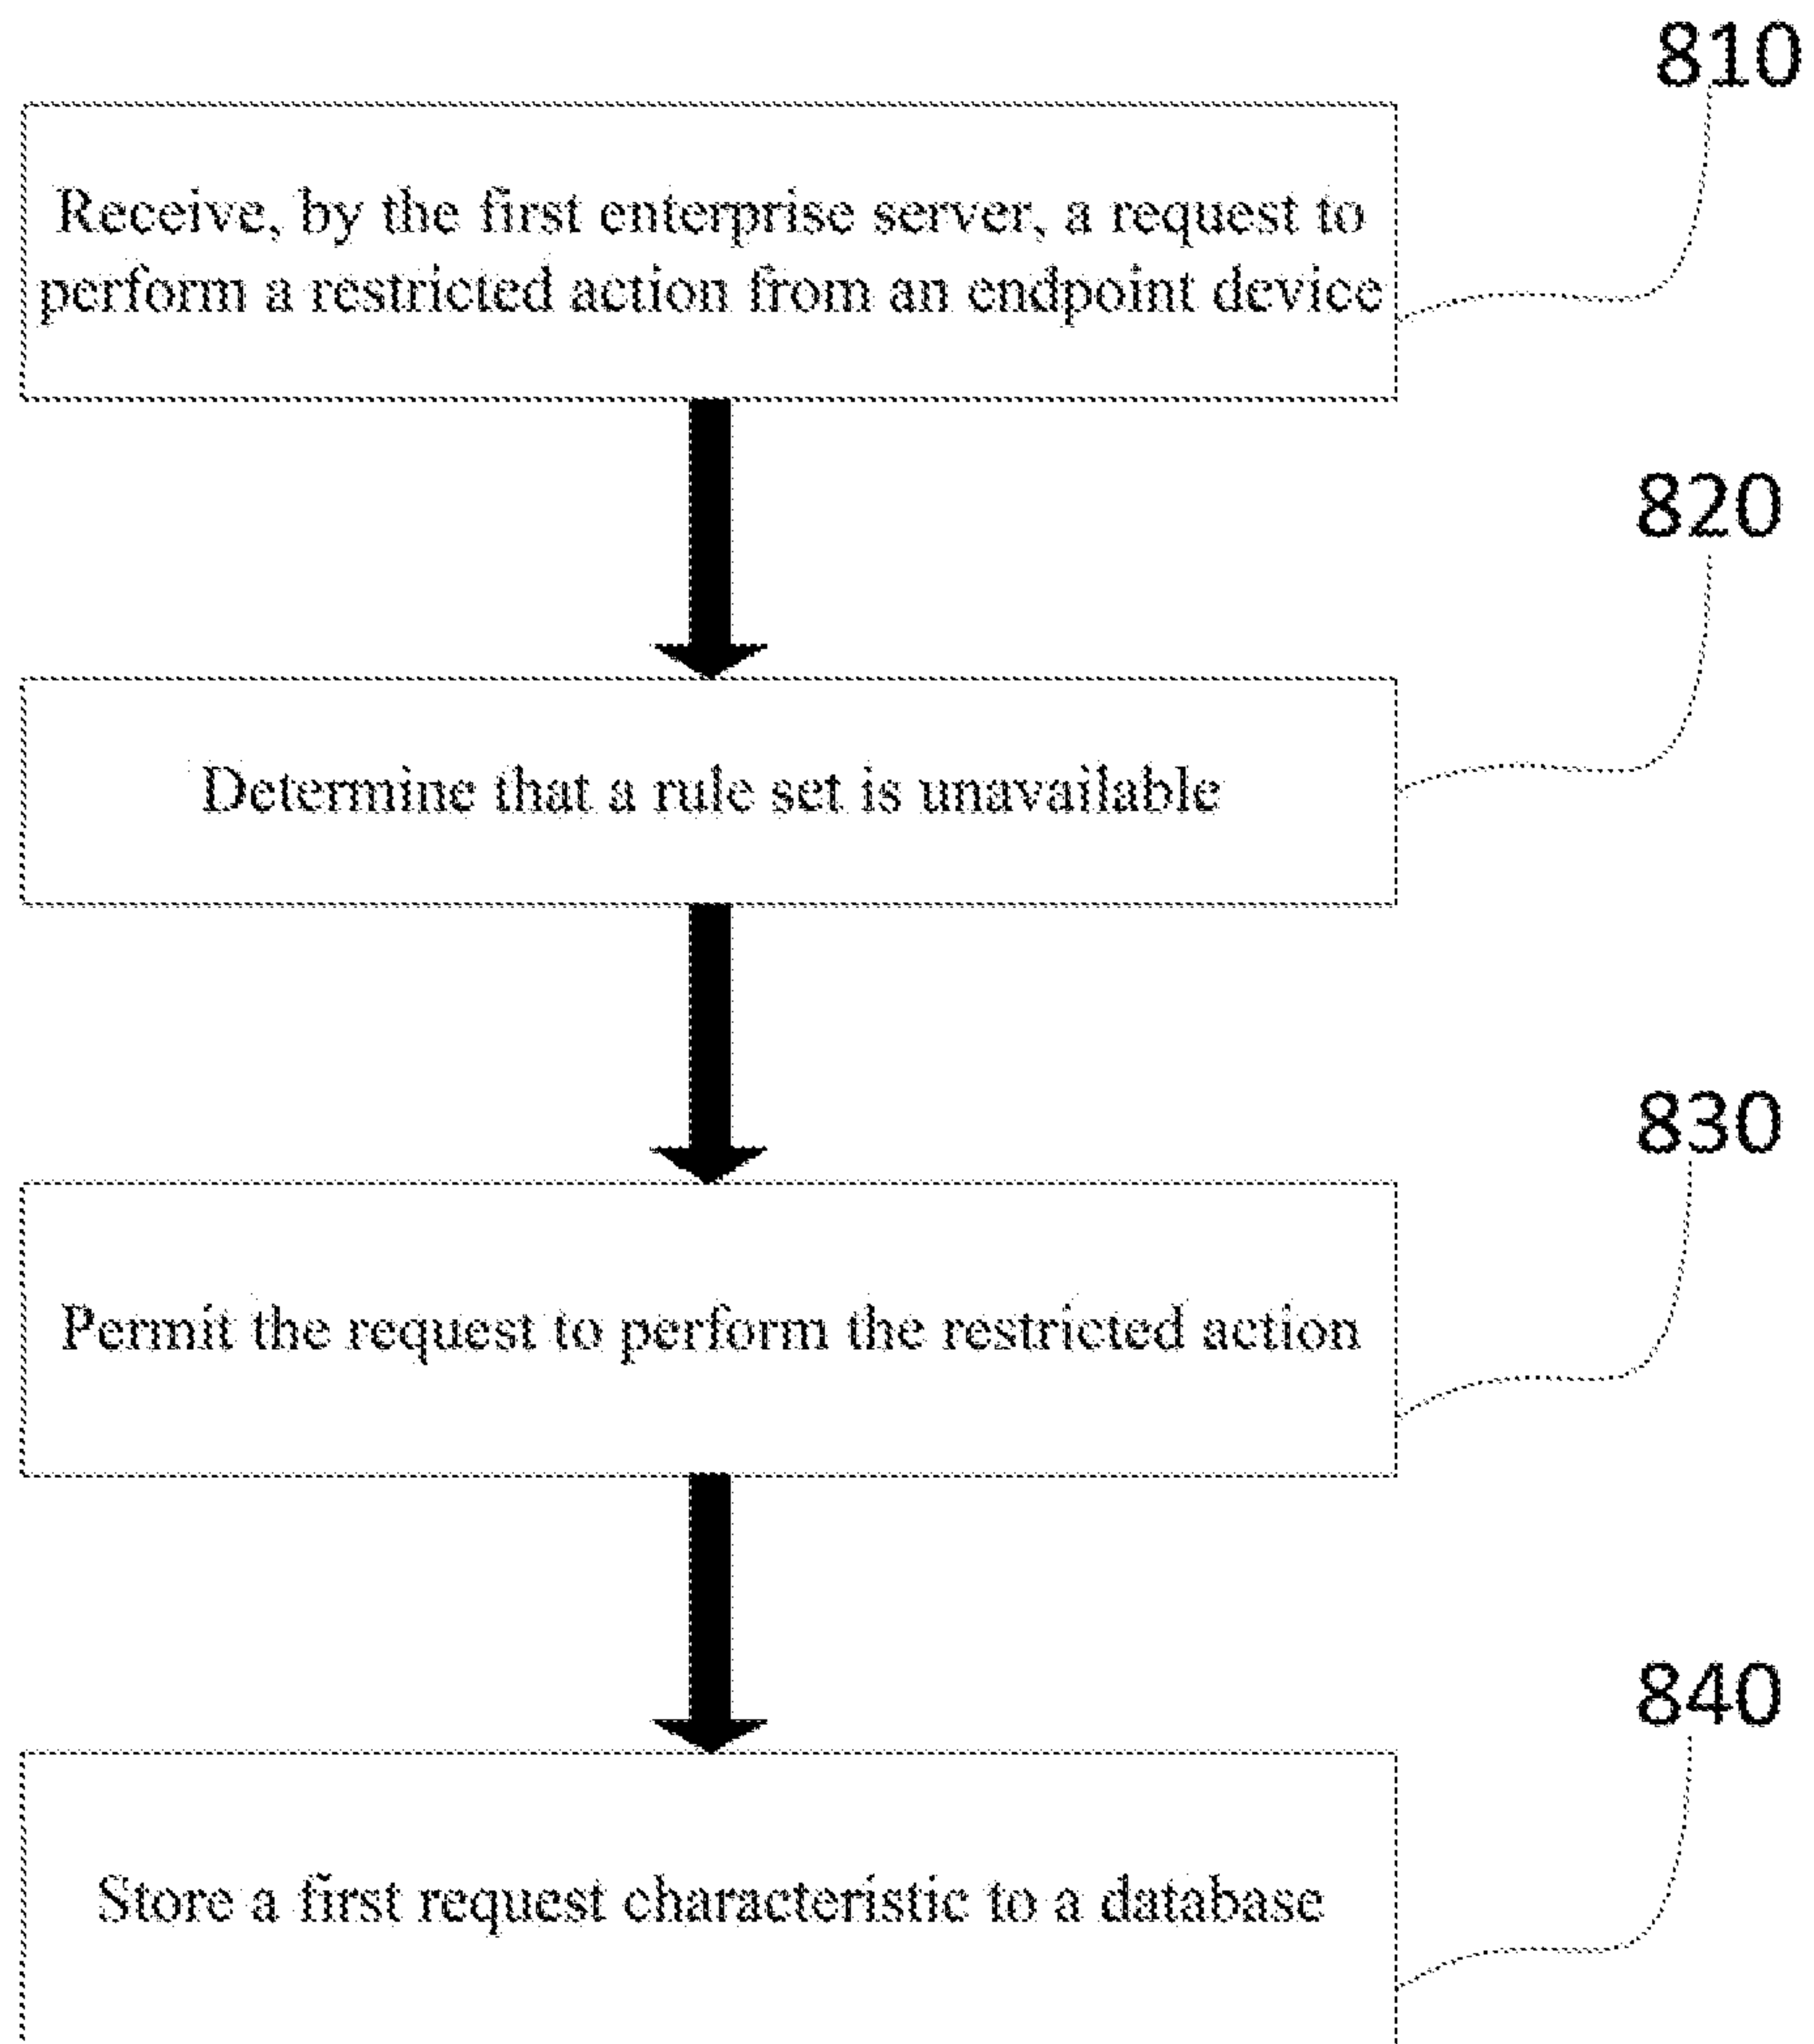 810
Receive, by the first enterprise server, a request to
perform a restricted action from an endpoint device
820
Determine that a rule set is unavailable
830
Permit the request to perform the restricted action
840
Store a first request characteristic to a database